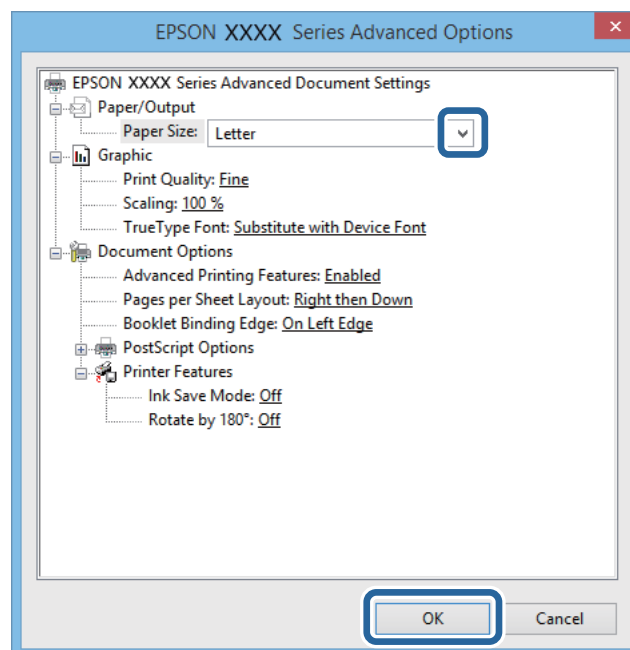 EPSON XXXX Series Advanced Options
EPSON XXXX Series Advanced Document Settings
Paper/Output
Paper Size: Letter
Graphic
Print Quality: Fine
Scaling: 100 %
TrueType Font: Substitute with Device Font
Document Options
Advanced Printing Features: Enabled
Pages per Sheet Layout: Right then Down
Booklet Binding Edge: On Left Edge
PostScript Options
Printer Features
Ink Save Mode: Off
Rotate by 180°: Off
OK Cancel